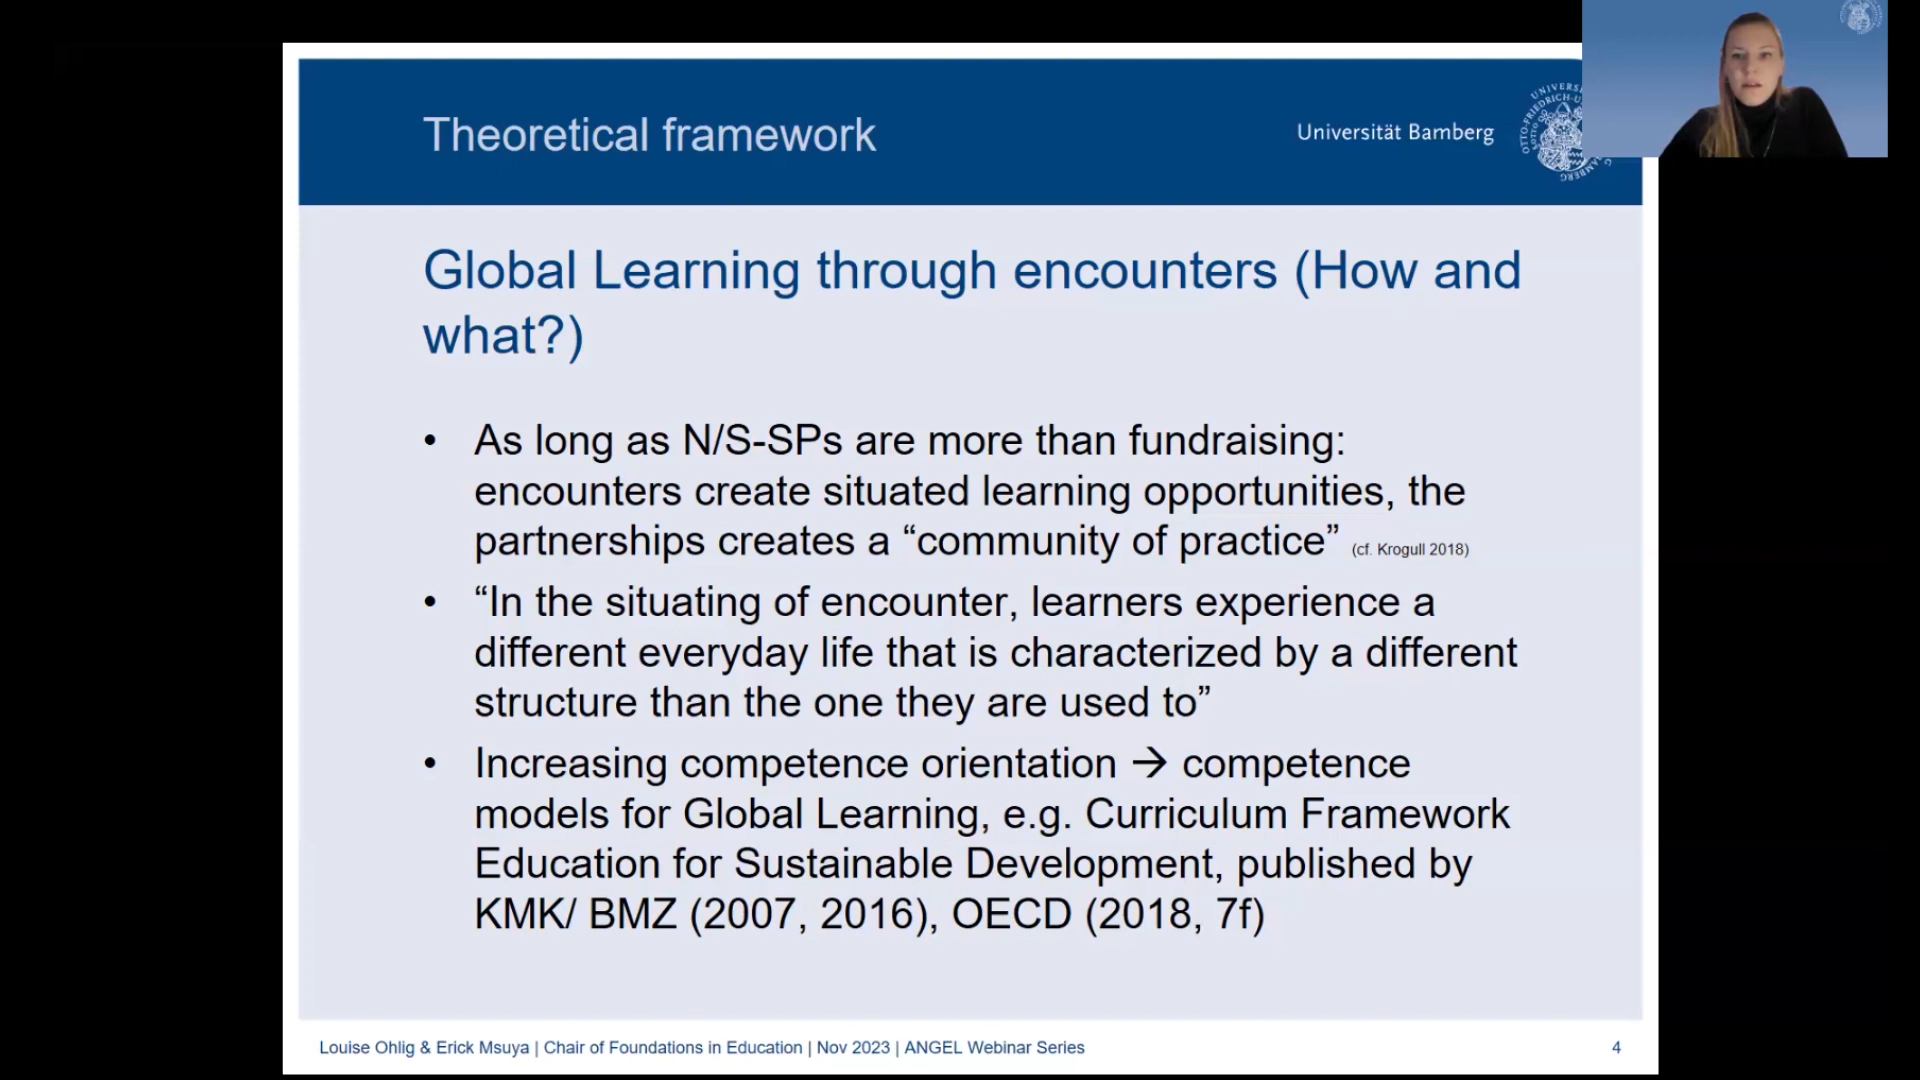 Theoretical framework
Universität Bamberg
Global Learning through encounters (How and
what?)
• As long as N/S-SPs are more than fundraising:
encounters create situated learning opportunities, the
partnerships creates a “community of practice” (cf. Krogull 2018)
• “In the situating of encounter, learners experience a
different everyday life that is characterized by a different
structure than the one they are used to”
• Increasing competence orientation → competence
models for Global Learning, e.g. Curriculum Framework
Education for Sustainable Development, published by
KMK/ BMZ (2007, 2016), OECD (2018, 7f)
Louise Ohlig & Erick Msuya | Chair of Foundations in Education | Nov 2023 | ANGEL Webinar Series
4